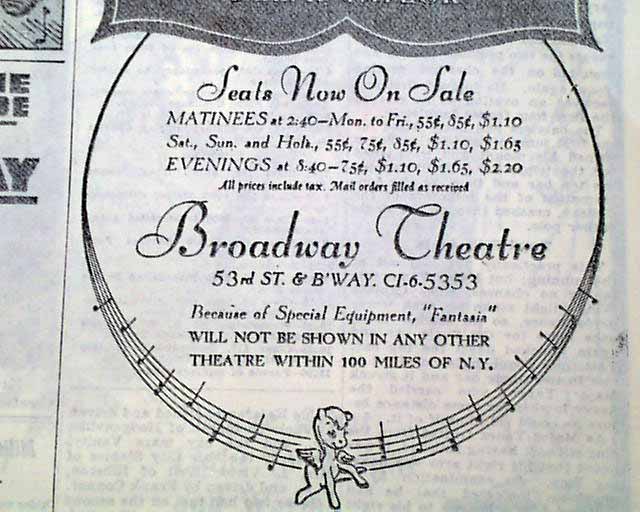 Seats Now On Sale
MATINEES at 2:40—Mon. to Fri., 55¢, 85¢, $1.10
Sat., Sun. and Hols., 55¢, 75¢, 85¢, $1.10, $1.65
EVENINGS at 8:40—75¢, $1.10, $1.65, $2.20
All prices include tax. Mail orders filled as received
Broadway Theatre
53rd ST. & B'WAY. CI-6-5353
Because of Special Equipment, "Fantasia"
WILL NOT BE SHOWN IN ANY OTHER
THEATRE WITHIN 100 MILES OF N.Y.